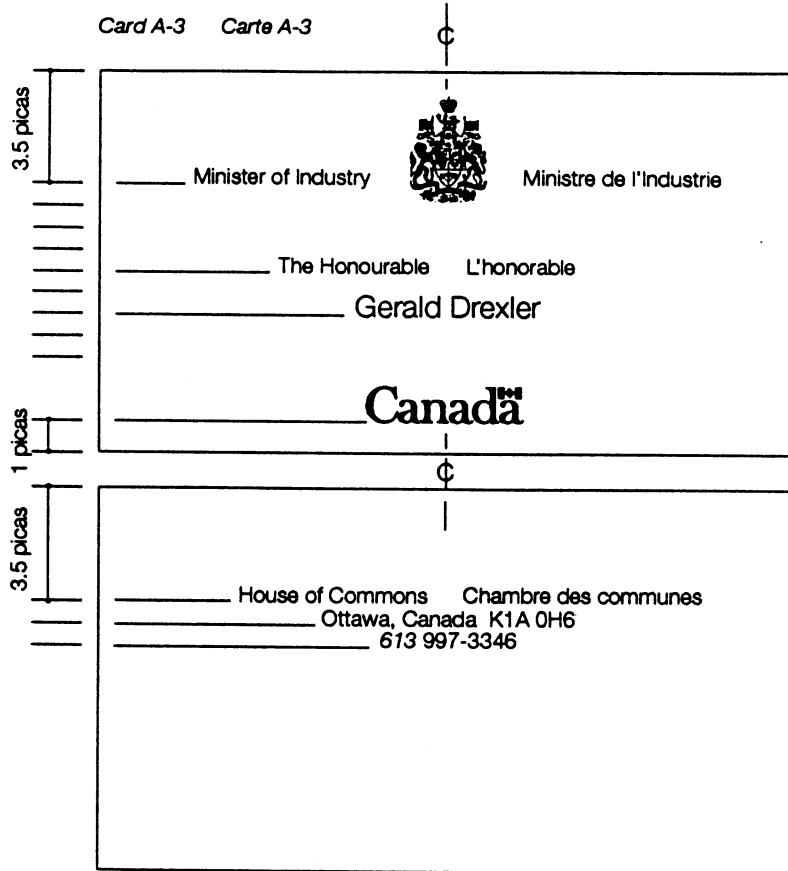 Card A-3 Carte A-3
℄
3.5 picas
Minister of Industry Ministre de l'Industrie
The Honourable L'honorable
Gerald Drexler
Canada
1 picas
℄
3.5 picas
House of Commons Chambre des communes
Ottawa, Canada K1A 0H6
613 997-3346